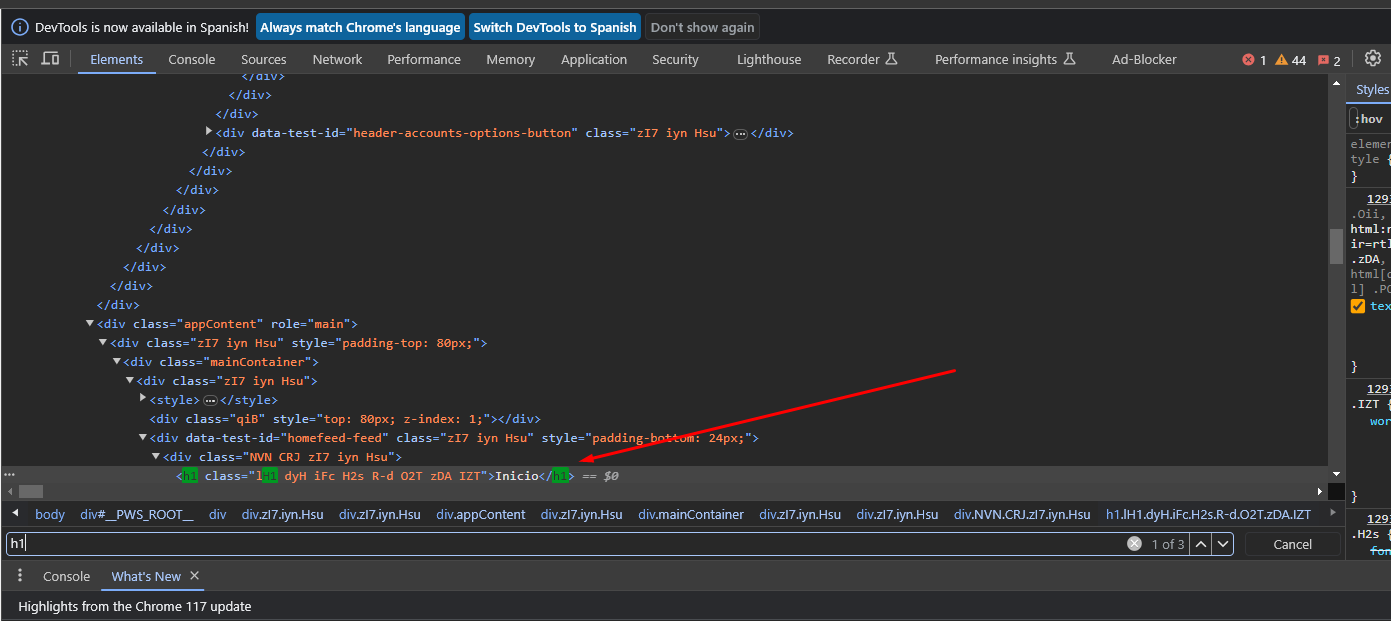 DevTools is now available in Spanish! Always match Chrome's language Switch DevTools to Spanish Don't show again
Elements Console Sources Network Performance Memory Application Security Lighthouse Recorder Performance insights Ad-Blocker 1 44 2
</div>
</div>
</div>
<div data-test-id="header-accounts-options-button" class="zI7 iyn Hsu">…</div>
</div>
</div>
</div>
</div>
</div>
</div>
</div>
</div>
</div>
<div class="appContent" role="main">
<div class="zI7 iyn Hsu" style="padding-top: 80px;">
<div class="mainContainer">
<div class="zI7 iyn Hsu">
<style>…</style>
<div class="qiB" style="top: 80px; z-index: 1;"></div>
<div data-test-id="homefeed-feed" class="zI7 iyn Hsu" style="padding-bottom: 24px;">
<div class="NVN CRJ zI7 iyn Hsu">
… <h1 class="lH1 dyH iFc H2s R-d O2T zDA IZT">Inicio</h1> == $0
body div#__PWS_ROOT__ div div.zI7.iyn.Hsu div.zI7.iyn.Hsu div.appContent div.zI7.iyn.Hsu div.mainContainer div.zI7.iyn.Hsu div.zI7.iyn.Hsu div.NVN.CRJ.zI7.iyn.Hsu h1.lH1.dyH.iFc.H2s.R-d.O2T.zDA.IZT
h1 1 of 3 Cancel
Console What's New
Highlights from the Chrome 117 update
Styles
:hov
elemen
tyle {
}
1293
.Oii,
html:n
ir=rtl
.zDA,
html[d
l] .PO
tex
}
1293
.IZT {
wor
}
1293
.H2s {
fon